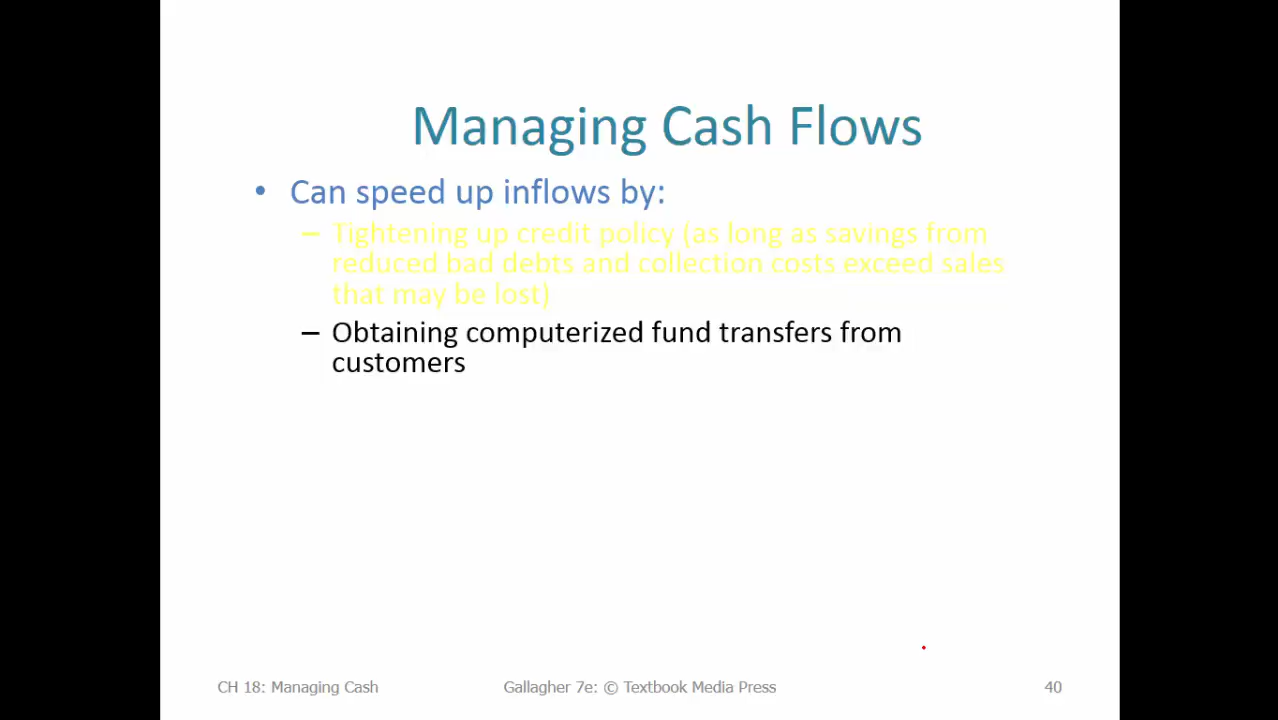 Managing Cash Flows
• Can speed up inflows by:
– Tightening up credit policy (as long as savings from
reduced bad debts and collection costs exceed sales
that may be lost)
– Obtaining computerized fund transfers from
customers
CH 18: Managing Cash
Gallagher 7e: © Textbook Media Press
40